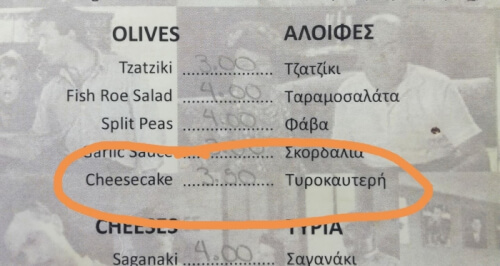 OLIVES ΑΛΟΙΦΕΣ
Tzatziki 3.00 Τζατζίκι
Fish Roe Salad 4.00 Ταραμοσαλάτα
Split Peas 4.00 Φάβα
Garlic Sauce Σκορδαλιά
Cheesecake 3.50 Τυροκαυτερή
CHEESES ΤΥΡΙΑ
Saganaki 4.00 Σαγανάκι